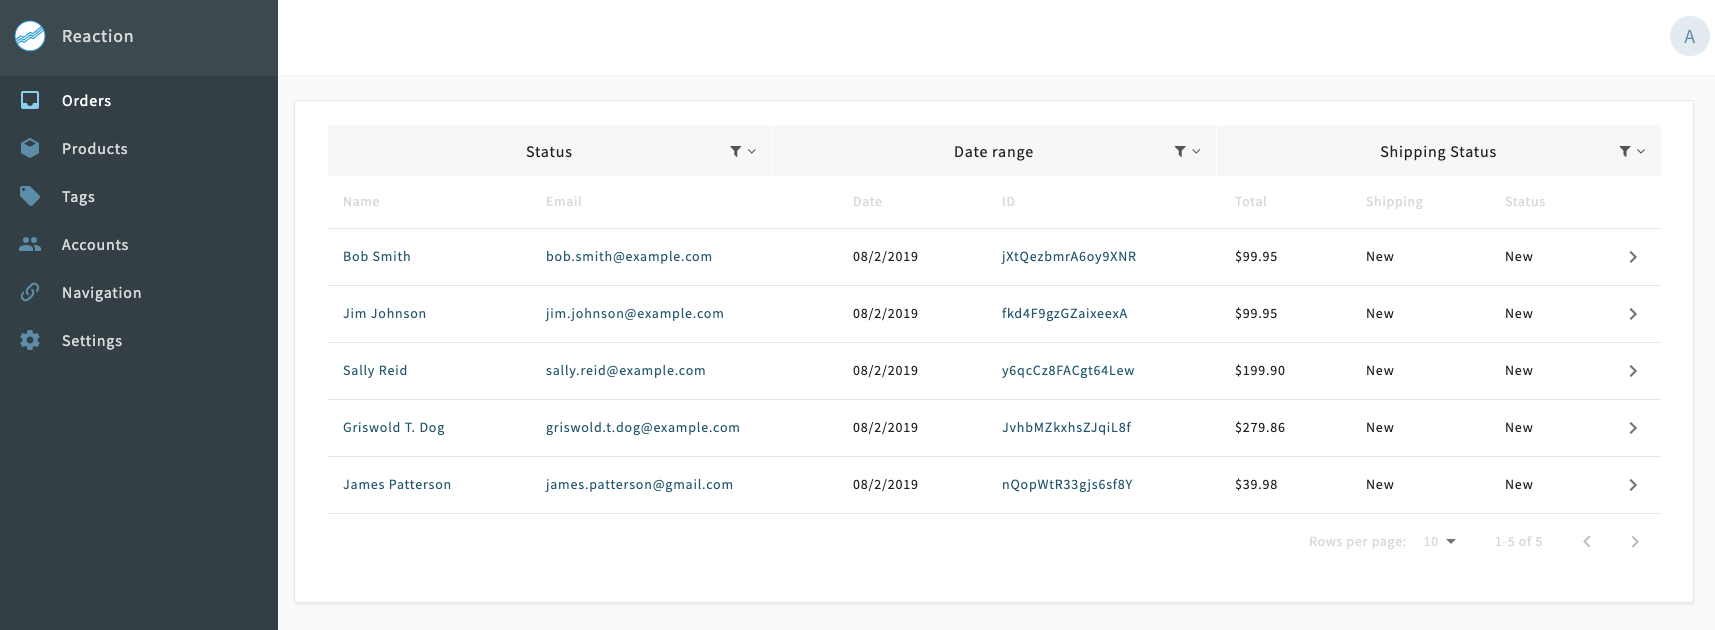 Reaction
A
Orders
Products
Tags
Accounts
Navigation
Settings
Status Date range Shipping Status
Name Email Date ID Total Shipping Status
Bob Smith bob.smith@example.com 08/2/2019 jXtQezbmrA6oy9XNR $99.95 New New
Jim Johnson jim.johnson@example.com 08/2/2019 fkd4F9gzGZaixeexA $99.95 New New
Sally Reid sally.reid@example.com 08/2/2019 y6qcCz8FACgt64Lew $199.90 New New
Griswold T. Dog griswold.t.dog@example.com 08/2/2019 JvhbMZkxhsZJqiL8f $279.86 New New
James Patterson james.patterson@gmail.com 08/2/2019 nQopWtR33gjs6sf8Y $39.98 New New
Rows per page: 10 1-5 of 5